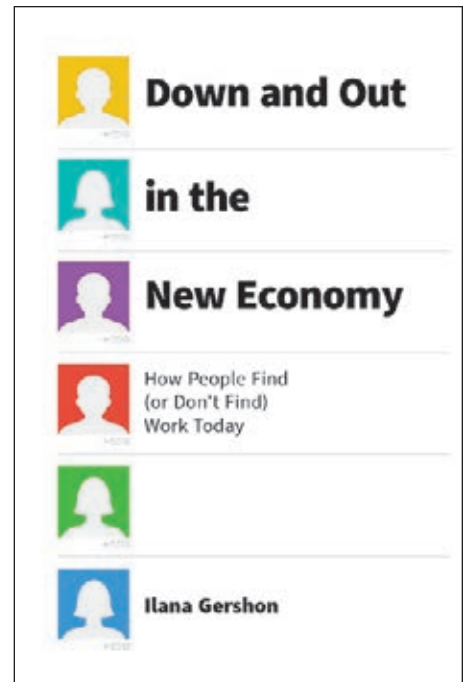 Down and Out
in the
New Economy
How People Find
(or Don't Find)
Work Today
Ilana Gershon